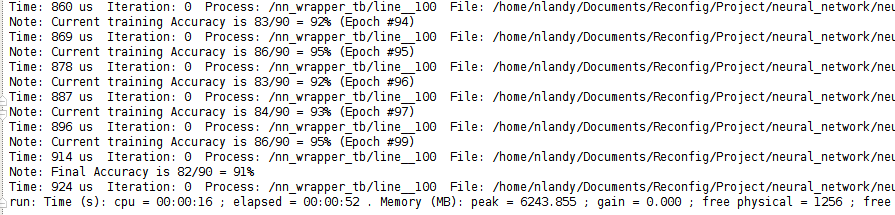 Time: 860 us Iteration: 0 Process: /nn_wrapper_tb/line__100 File: /home/nlandy/Documents/Reconfig/Project/neural_network/neu
Note: Current training Accuracy is 83/90 = 92% (Epoch #94)
Time: 869 us Iteration: 0 Process: /nn_wrapper_tb/line__100 File: /home/nlandy/Documents/Reconfig/Project/neural_network/neu
Note: Current training Accuracy is 86/90 = 95% (Epoch #95)
Time: 878 us Iteration: 0 Process: /nn_wrapper_tb/line__100 File: /home/nlandy/Documents/Reconfig/Project/neural_network/neu
Note: Current training Accuracy is 83/90 = 92% (Epoch #96)
Time: 887 us Iteration: 0 Process: /nn_wrapper_tb/line__100 File: /home/nlandy/Documents/Reconfig/Project/neural_network/neu
Note: Current training Accuracy is 84/90 = 93% (Epoch #97)
Time: 896 us Iteration: 0 Process: /nn_wrapper_tb/line__100 File: /home/nlandy/Documents/Reconfig/Project/neural_network/neu
Note: Current training Accuracy is 86/90 = 95% (Epoch #99)
Time: 914 us Iteration: 0 Process: /nn_wrapper_tb/line__100 File: /home/nlandy/Documents/Reconfig/Project/neural_network/neu
Note: Final Accuracy is 82/90 = 91%
Time: 924 us Iteration: 0 Process: /nn_wrapper_tb/line__100 File: /home/nlandy/Documents/Reconfig/Project/neural_network/neu
run: Time (s): cpu = 00:00:16 ; elapsed = 00:00:52 . Memory (MB): peak = 6243.855 ; gain = 0.000 ; free physical = 1256 ; free